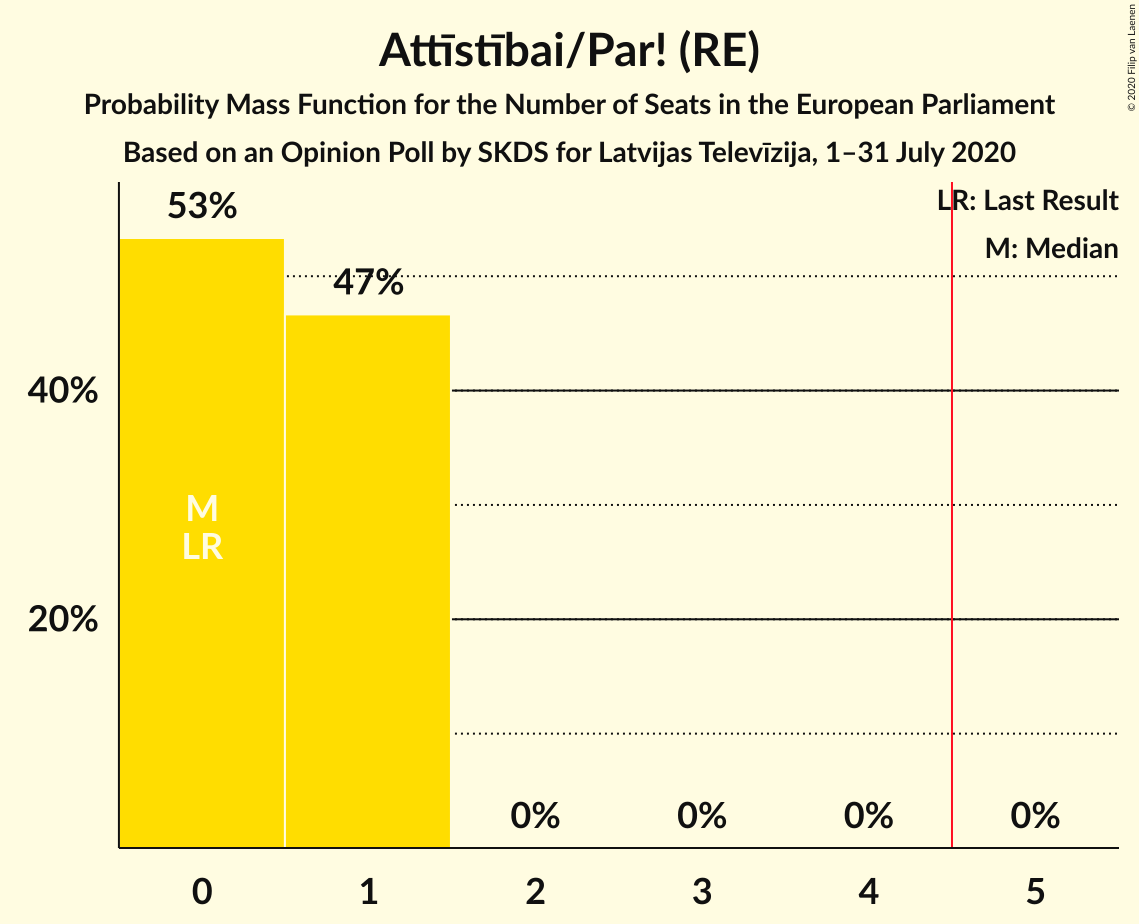 Attīstībai/Par! (RE)
Probability Mass Function for the Number of Seats in the European Parliament
Based on an Opinion Poll by SKDS for Latvijas Televīzija, 1–31 July 2020
© 2020 Filip van Laenen
LR: Last Result
M: Median
53%
47%
40%
20%
M
LR
0% 0% 0% 0%
0 1 2 3 4 5